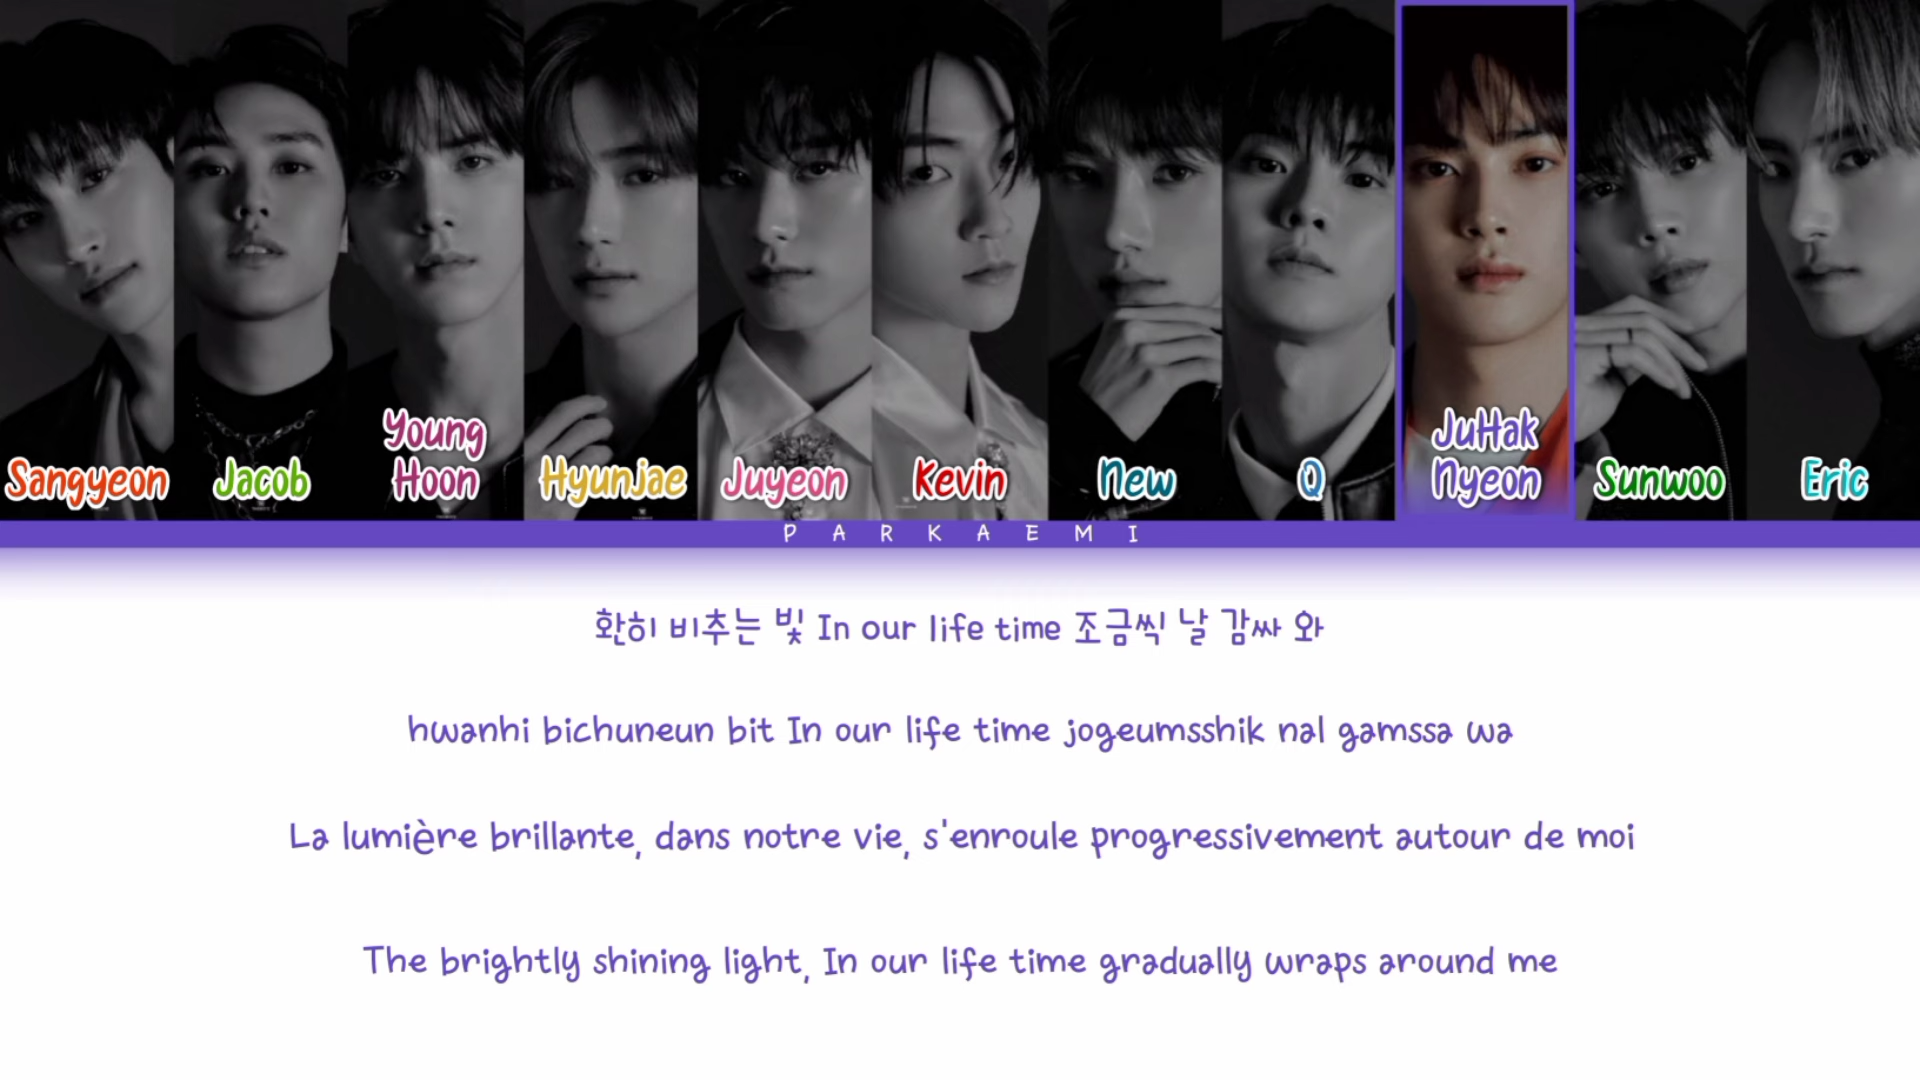 Sangyeon
Jacob
Young
Hoon
Hyunjae
Juyeon
Kevin
New
Q
JuHak
Nyeon
Sunwoo
Eric
PARKAEMI
환히 비추는 빛 In our life time 조금씩 날 감싸 와
hwanhi bichuneun bit In our life time jogeumsshik nal gamssa wa
La lumière brillante, dans notre vie, s'enroule progressivement autour de moi
The brightly shining light, In our life time gradually wraps around me